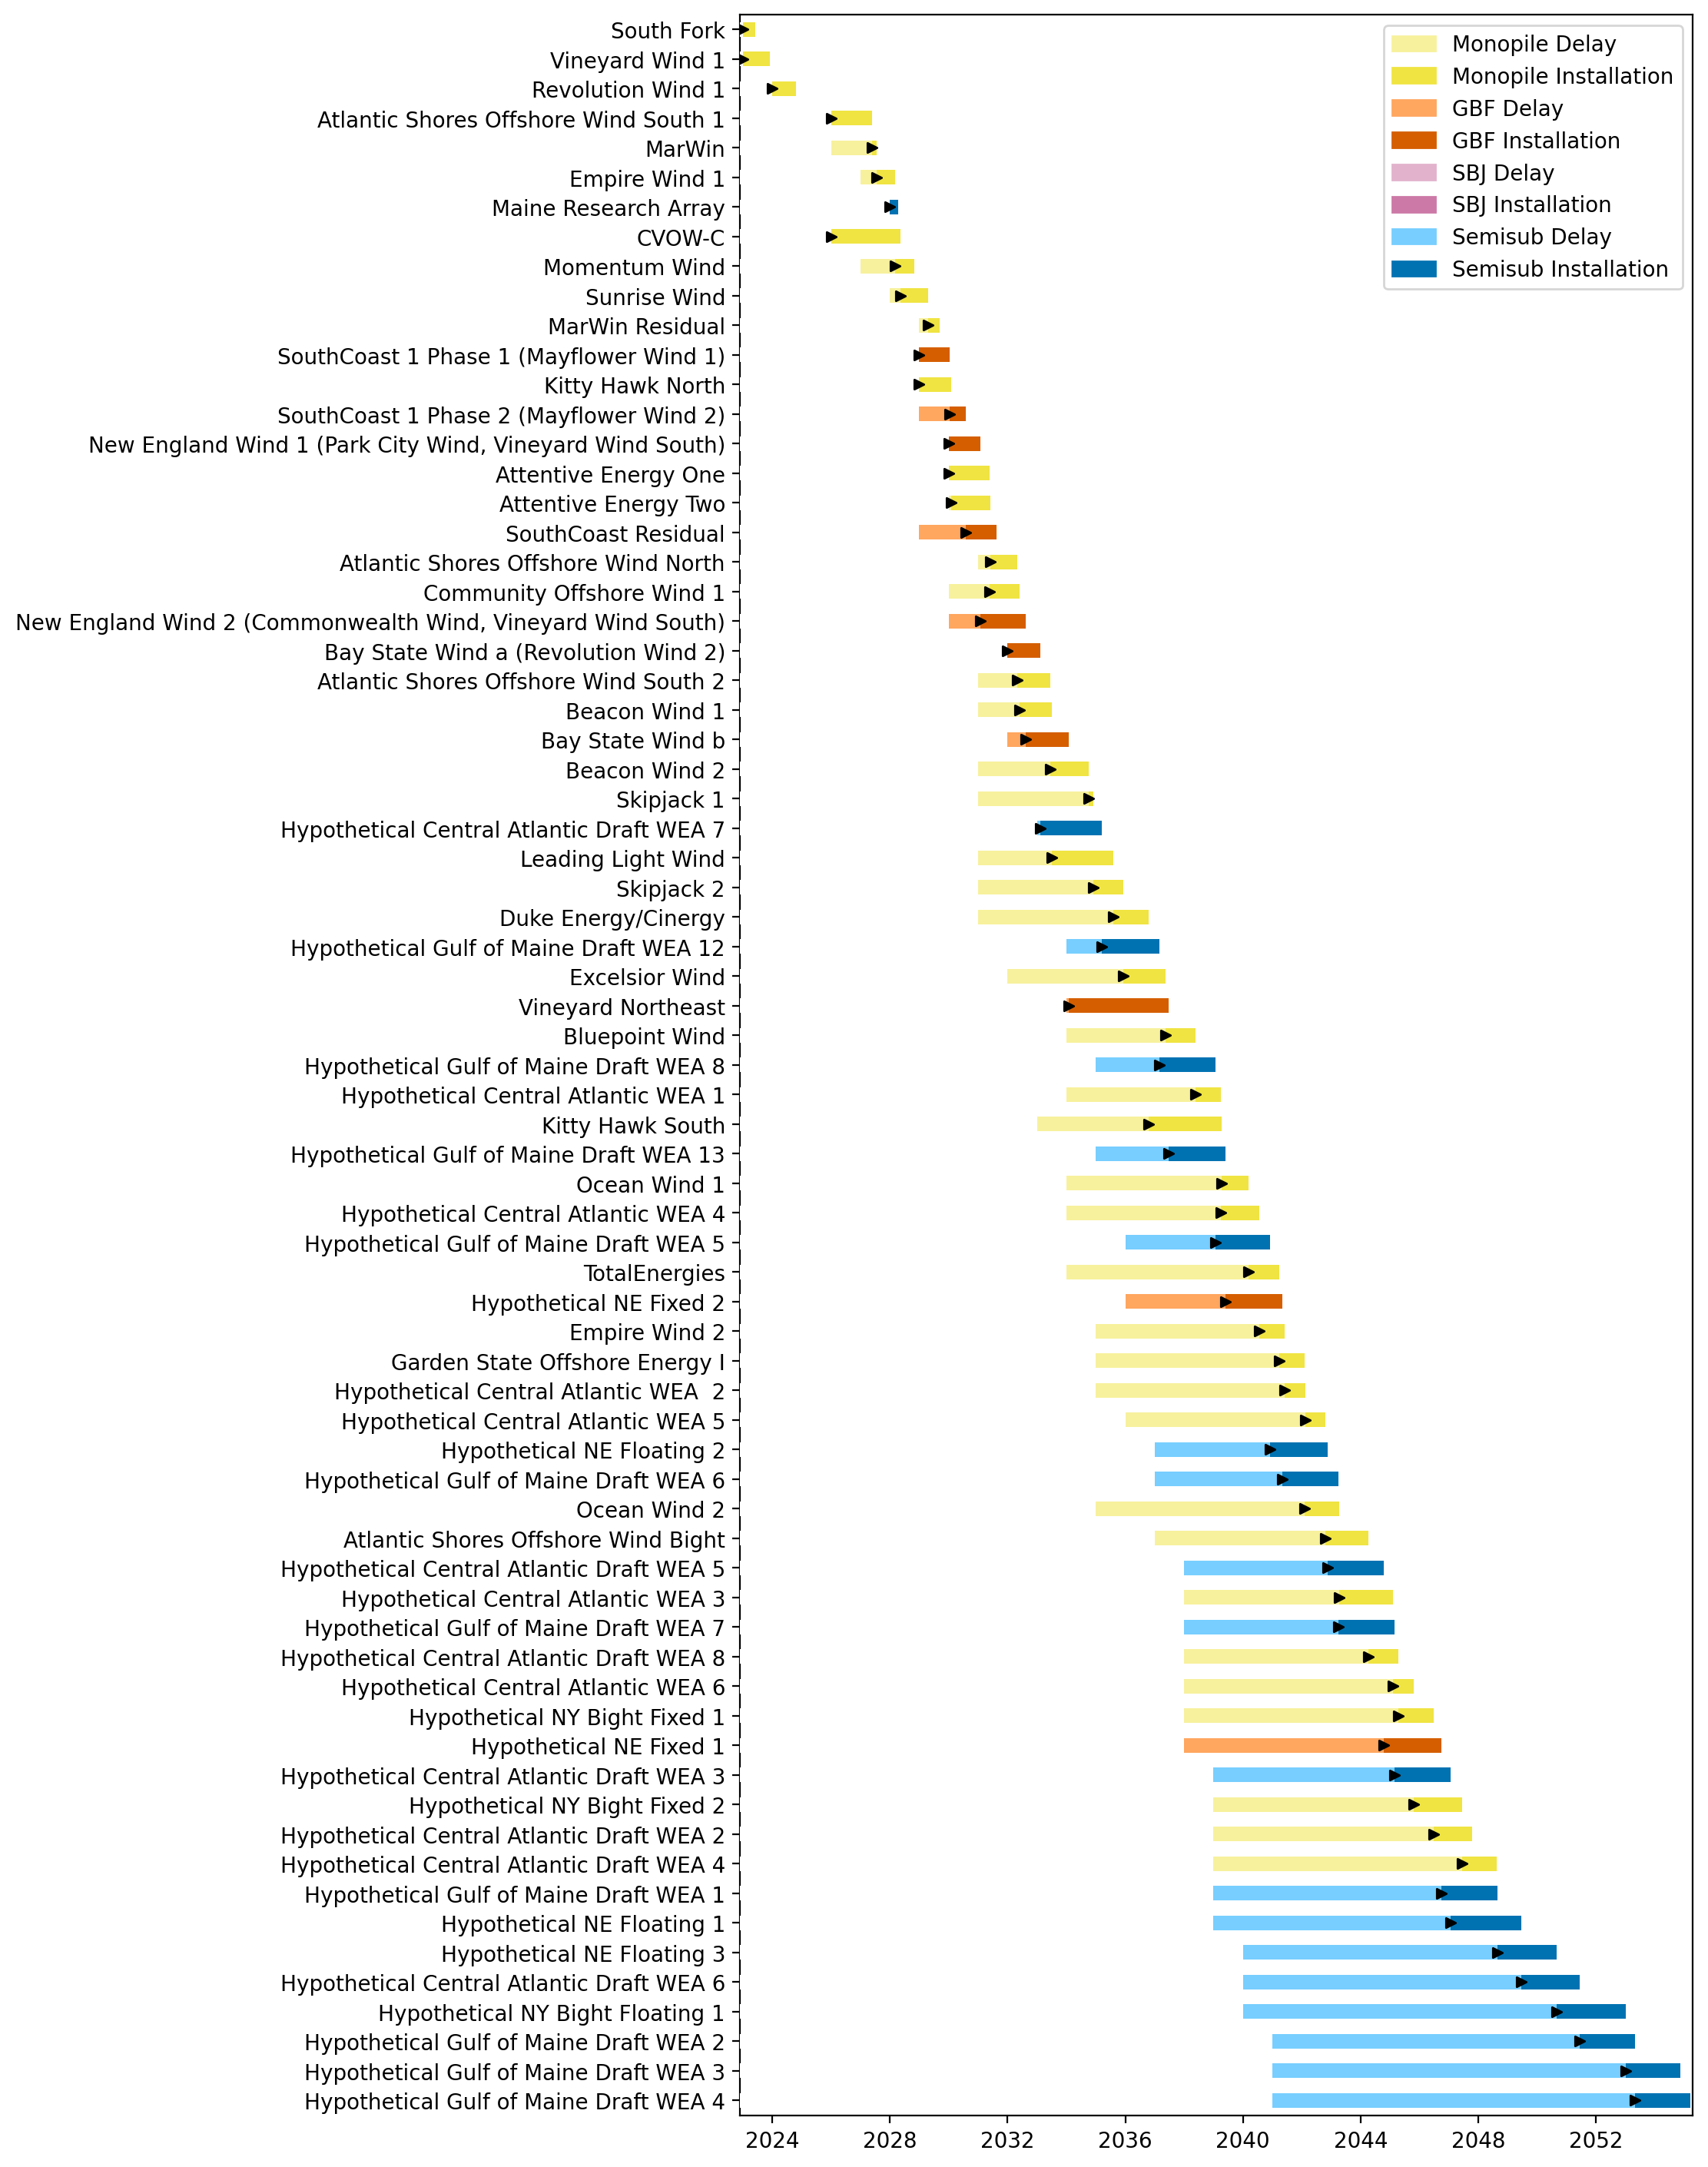 South Fork
Vineyard Wind 1
Revolution Wind 1
Atlantic Shores Offshore Wind South 1
MarWin
Empire Wind 1
Maine Research Array
CVOW-C
Momentum Wind
Sunrise Wind
MarWin Residual
SouthCoast 1 Phase 1 (Mayflower Wind 1)
Kitty Hawk North
SouthCoast 1 Phase 2 (Mayflower Wind 2)
New England Wind 1 (Park City Wind, Vineyard Wind South)
Attentive Energy One
Attentive Energy Two
SouthCoast Residual
Atlantic Shores Offshore Wind North
Community Offshore Wind 1
New England Wind 2 (Commonwealth Wind, Vineyard Wind South)
Bay State Wind a (Revolution Wind 2)
Atlantic Shores Offshore Wind South 2
Beacon Wind 1
Bay State Wind b
Beacon Wind 2
Skipjack 1
Hypothetical Central Atlantic Draft WEA 7
Leading Light Wind
Skipjack 2
Duke Energy/Cinergy
Hypothetical Gulf of Maine Draft WEA 12
Excelsior Wind
Vineyard Northeast
Bluepoint Wind
Hypothetical Gulf of Maine Draft WEA 8
Hypothetical Central Atlantic WEA 1
Kitty Hawk South
Hypothetical Gulf of Maine Draft WEA 13
Ocean Wind 1
Hypothetical Central Atlantic WEA 4
Hypothetical Gulf of Maine Draft WEA 5
TotalEnergies
Hypothetical NE Fixed 2
Empire Wind 2
Garden State Offshore Energy I
Hypothetical Central Atlantic WEA  2
Hypothetical Central Atlantic WEA 5
Hypothetical NE Floating 2
Hypothetical Gulf of Maine Draft WEA 6
Ocean Wind 2
Atlantic Shores Offshore Wind Bight
Hypothetical Central Atlantic Draft WEA 5
Hypothetical Central Atlantic WEA 3
Hypothetical Gulf of Maine Draft WEA 7
Hypothetical Central Atlantic Draft WEA 8
Hypothetical Central Atlantic WEA 6
Hypothetical NY Bight Fixed 1
Hypothetical NE Fixed 1
Hypothetical Central Atlantic Draft WEA 3
Hypothetical NY Bight Fixed 2
Hypothetical Central Atlantic Draft WEA 2
Hypothetical Central Atlantic Draft WEA 4
Hypothetical Gulf of Maine Draft WEA 1
Hypothetical NE Floating 1
Hypothetical NE Floating 3
Hypothetical Central Atlantic Draft WEA 6
Hypothetical NY Bight Floating 1
Hypothetical Gulf of Maine Draft WEA 2
Hypothetical Gulf of Maine Draft WEA 3
Hypothetical Gulf of Maine Draft WEA 4
Monopile Delay
Monopile Installation
GBF Delay
GBF Installation
SBJ Delay
SBJ Installation
Semisub Delay
Semisub Installation
2024 2028 2032 2036 2040 2044 2048 2052